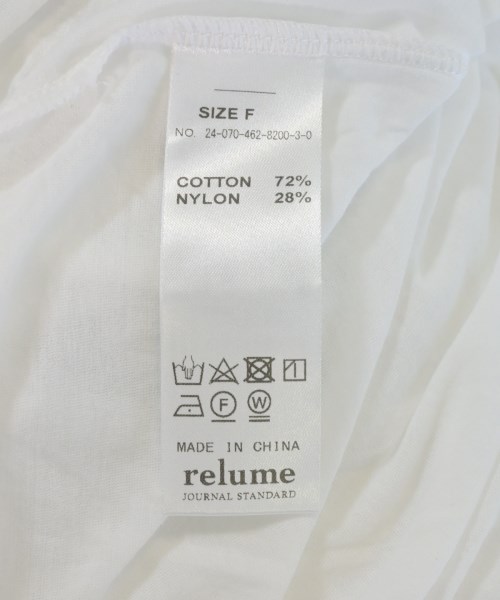 SIZE F
NO. 24-070-462-8200-3-0
COTTON 72%
NYLON 28%
F W
MADE IN CHINA
relume
JOURNAL STANDARD